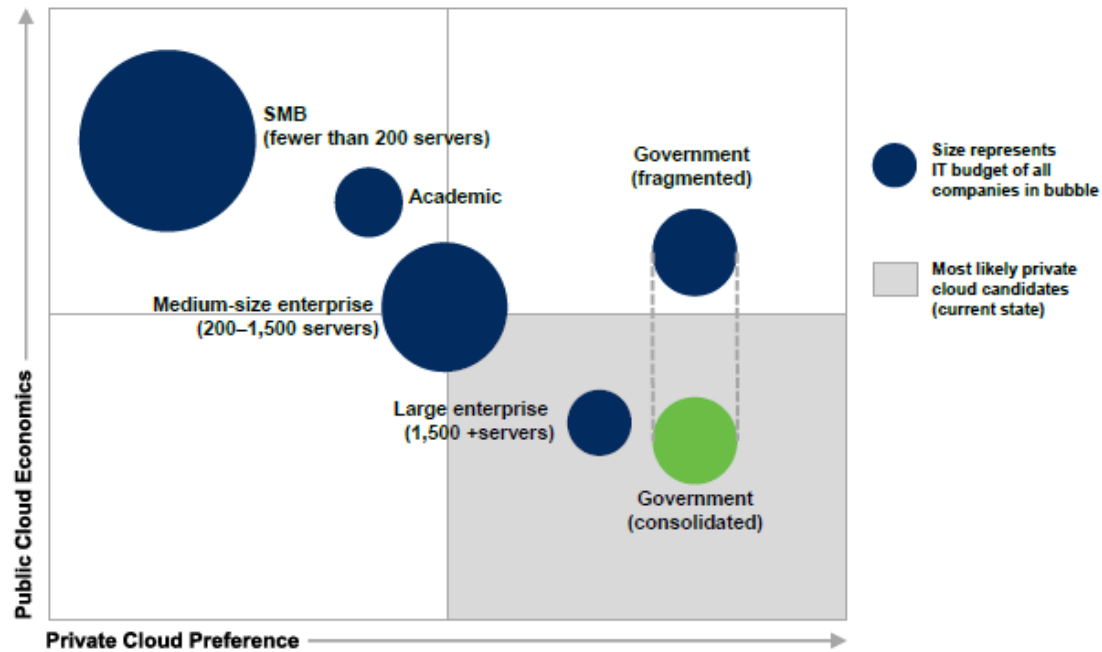 SMB
(fewer than 200 servers)
Academic
Government
(fragmented)
Medium-size enterprise
(200–1,500 servers)
Large enterprise
(1,500 +servers)
Government
(consolidated)
Size represents
IT budget of all
companies in bubble
Most likely private
cloud candidates
(current state)
Public Cloud Economics
Private Cloud Preference